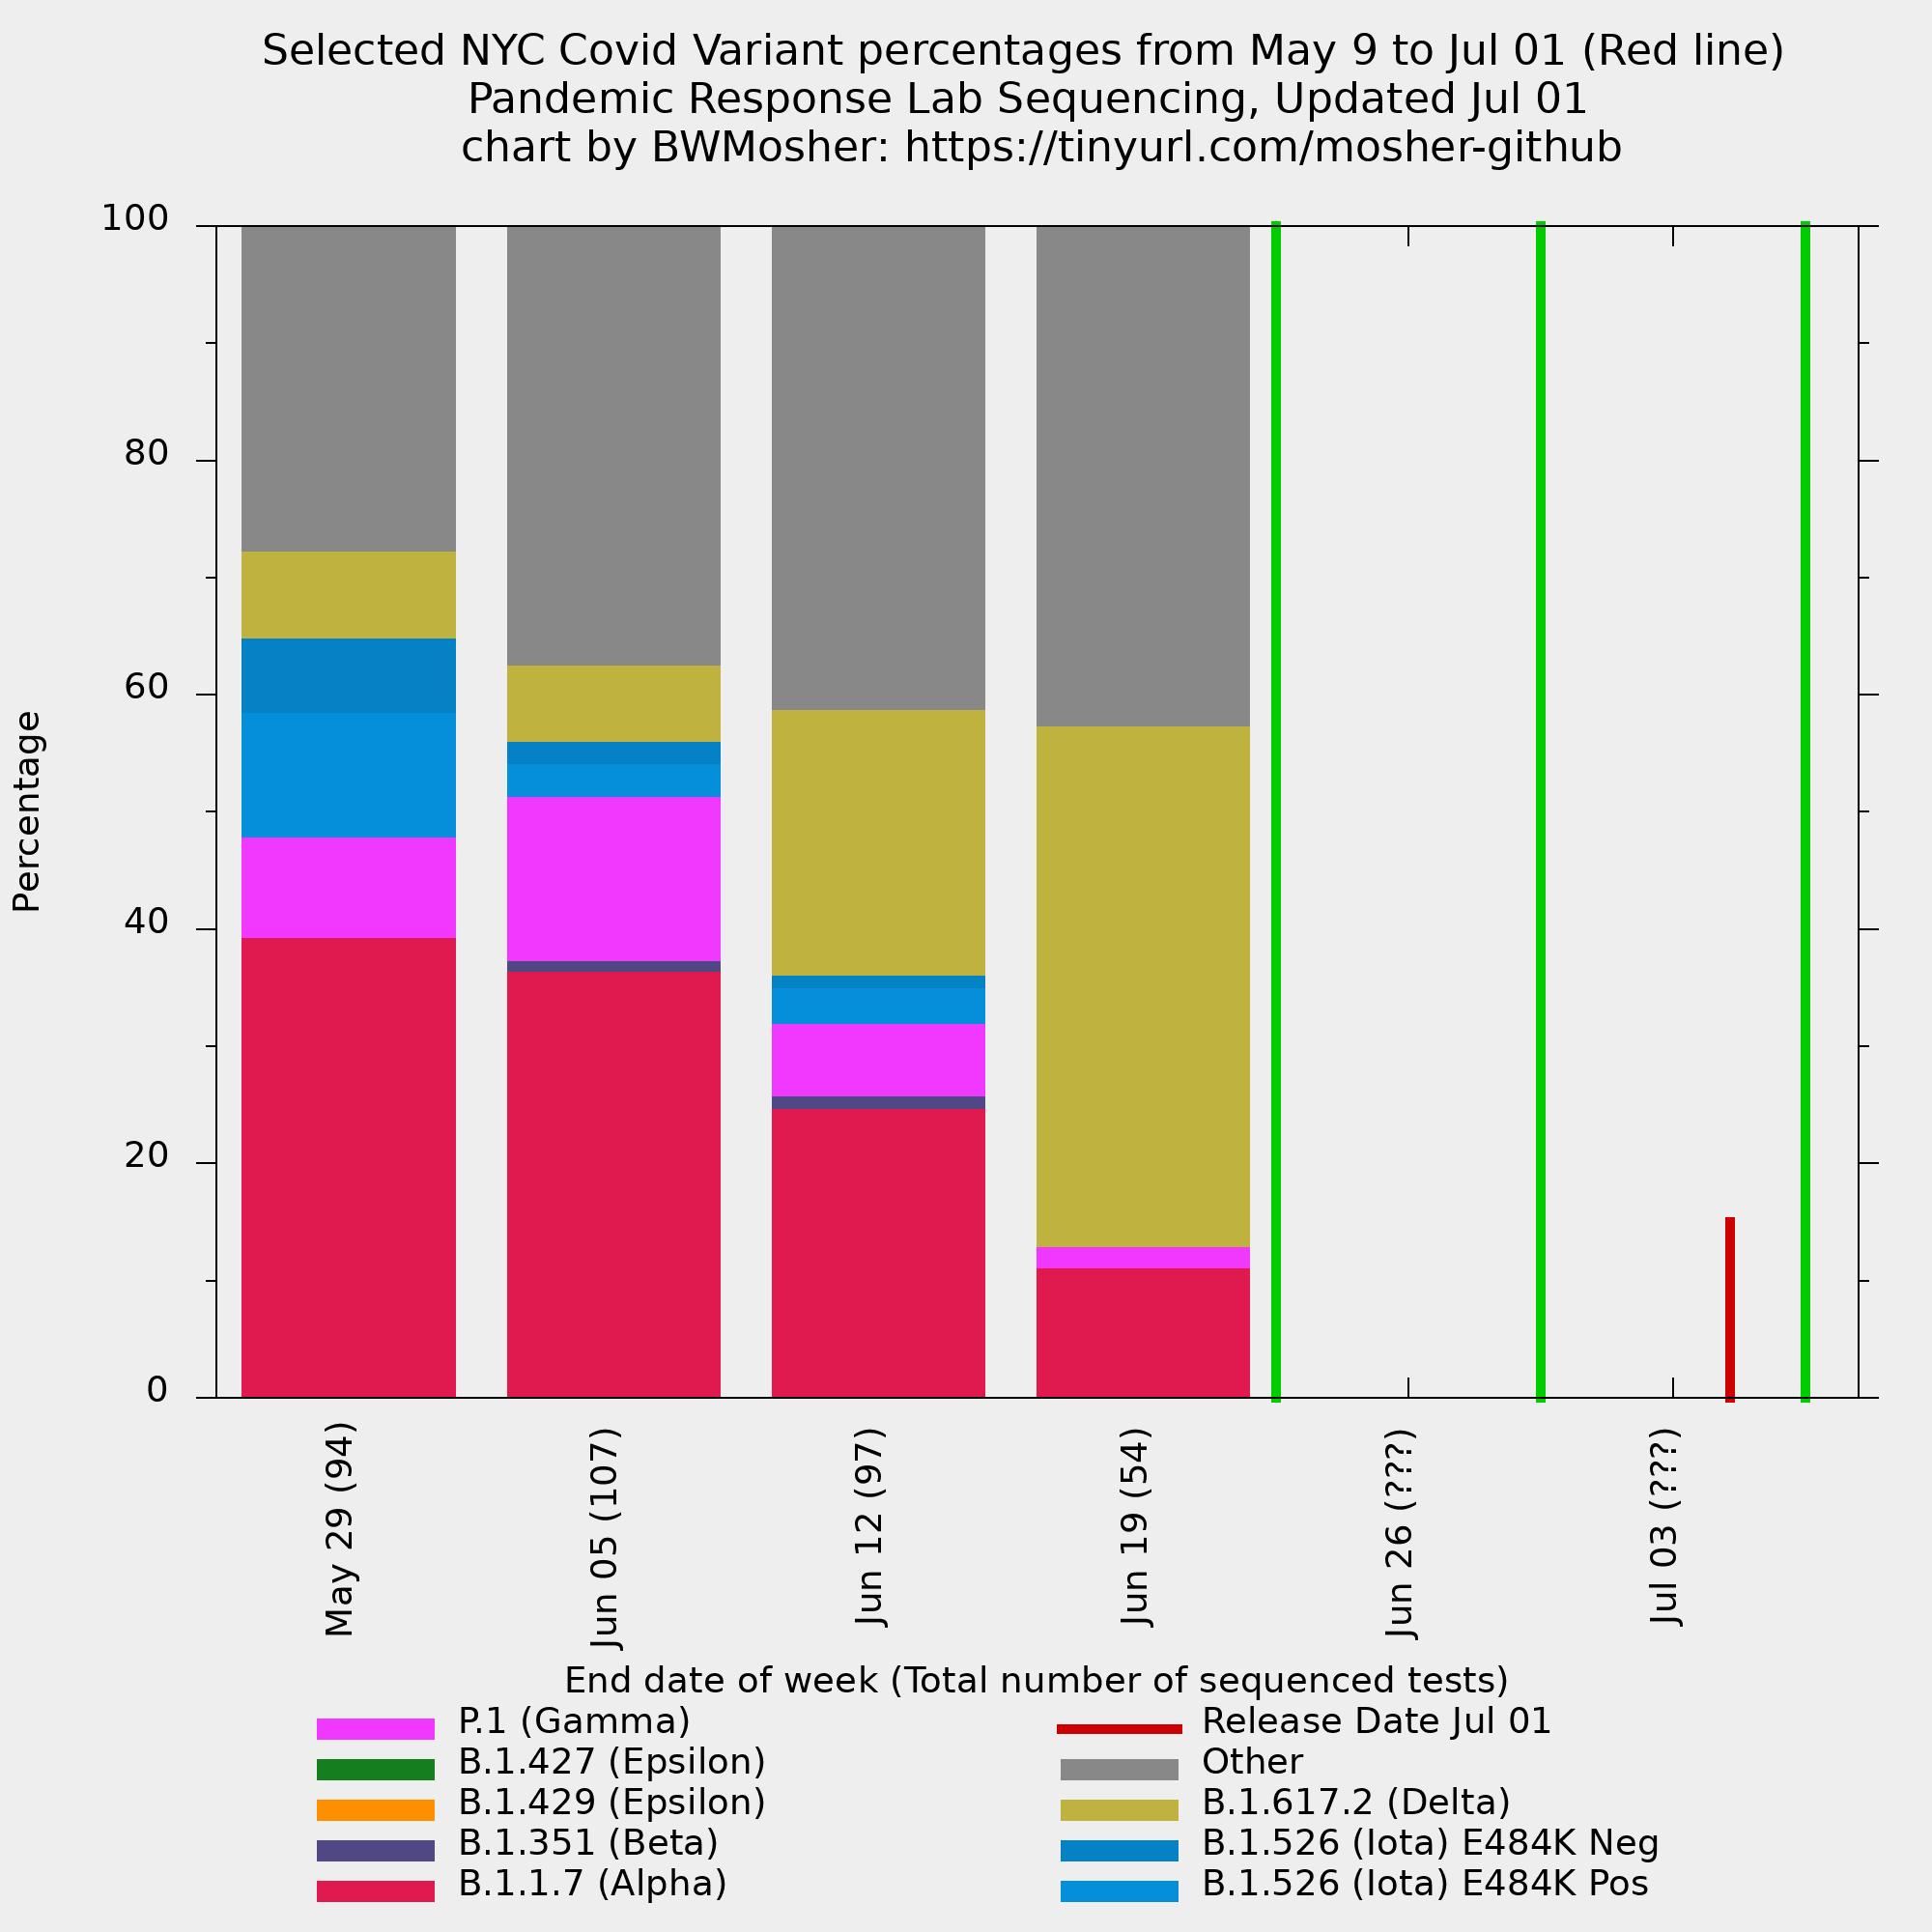 Selected NYC Covid Variant percentages from May 9 to Jul 01 (Red line)
Pandemic Response Lab Sequencing, Updated Jul 01
chart by BWMosher: https://tinyurl.com/mosher-github
100
80
60
40
20
0
Percentage
May 29 (94)
Jun 05 (107)
Jun 12 (97)
Jun 19 (54)
Jun 26 (???)
Jul 03 (???)
End date of week (Total number of sequenced tests)
P.1 (Gamma)
B.1.427 (Epsilon)
B.1.429 (Epsilon)
B.1.351 (Beta)
B.1.1.7 (Alpha)
Release Date Jul 01
Other
B.1.617.2 (Delta)
B.1.526 (Iota) E484K Neg
B.1.526 (Iota) E484K Pos